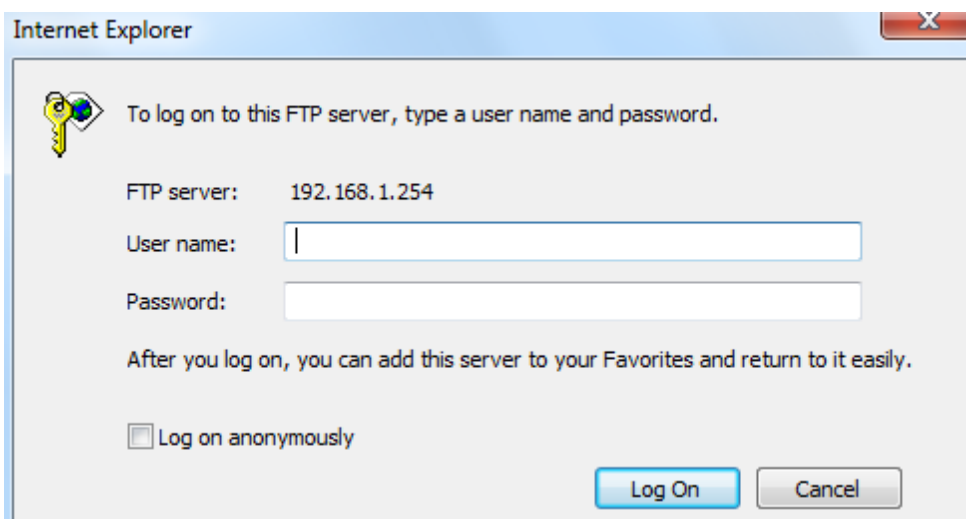 Internet Explorer
To log on to this FTP server, type a user name and password.
FTP server: 192.168.1.254
User name:
Password:
After you log on, you can add this server to your Favorites and return to it easily.
Log on anonymously
Log On Cancel